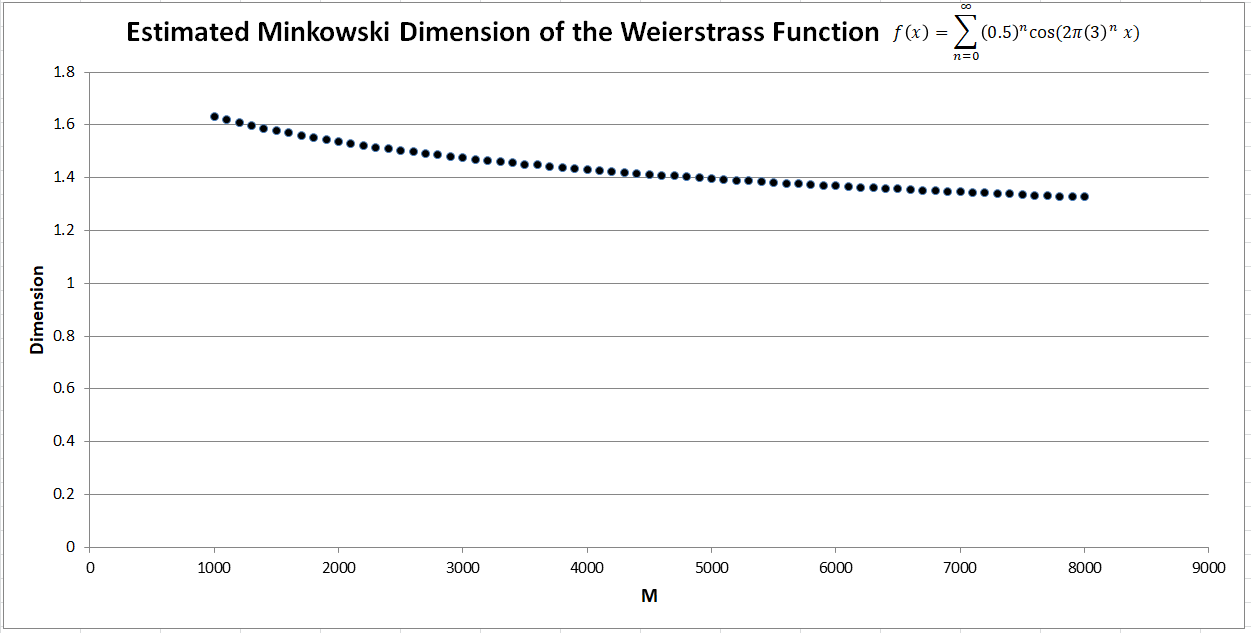 Estimated Minkowski Dimension of the Weierstrass Function f(x) = ∑_{n=0}^{∞} (0.5)ⁿcos(2π(3)ⁿ x)
1.8
1.6
1.4
1.2
1
0.8
0.6
0.4
0.2
0
Dimension
0 1000 2000 3000 4000 5000 6000 7000 8000 9000
M